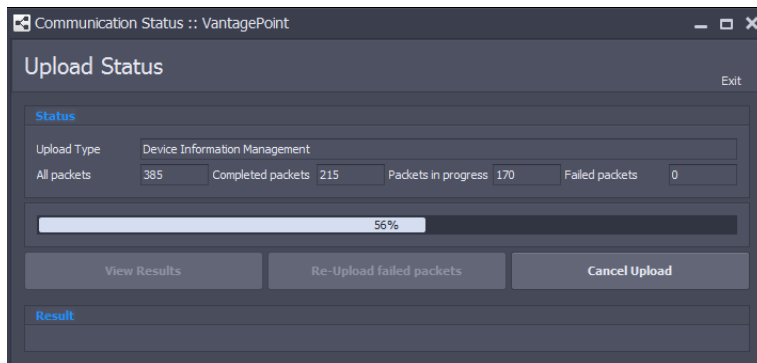 Communication Status :: VantagePoint
Upload Status
Exit
Status
Upload Type Device Information Management
All packets 385 Completed packets 215 Packets in progress 170 Failed packets 0
56%
View Results Re-Upload failed packets Cancel Upload
Result